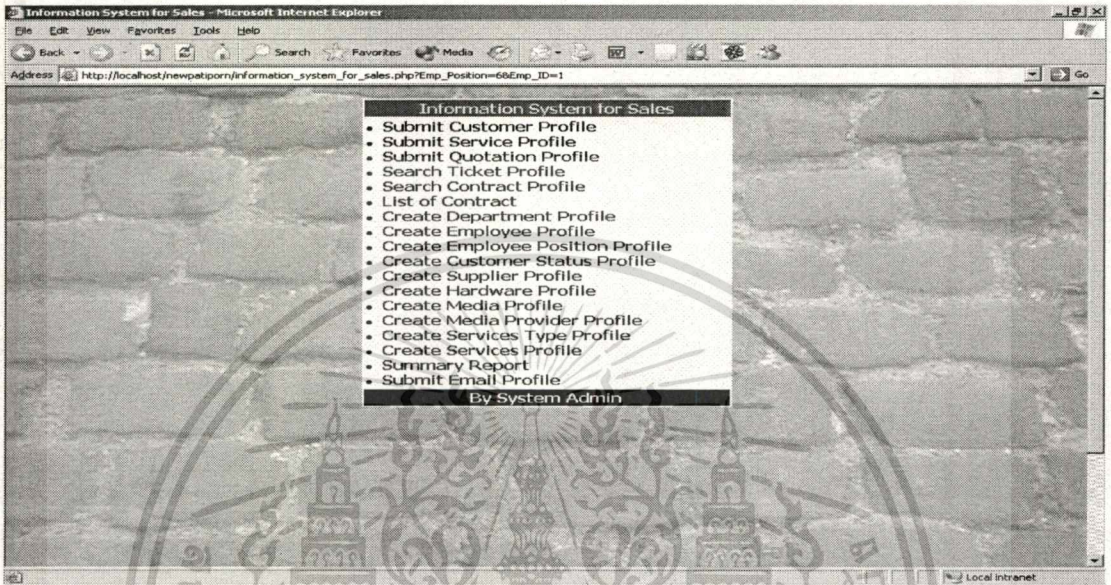 Information System for Sales - Microsoft Internet Explorer
File Edit View Favorites Tools Help
Back Search Favorites Media
Address http://localhost/newpatiporn/information_system_for_sales.php?Emp_Position=6&Emp_ID=1 Go
Information System for Sales
• Submit Customer Profile
• Submit Service Profile
• Submit Quotation Profile
• Search Ticket Profile
• Search Contract Profile
• List of Contract
• Create Department Profile
• Create Employee Profile
• Create Employee Position Profile
• Create Customer Status Profile
• Create Supplier Profile
• Create Hardware Profile
• Create Media Profile
• Create Media Provider Profile
• Create Services Type Profile
• Create Services Profile
• Summary Report
• Submit Email Profile
By System Admin
Local intranet